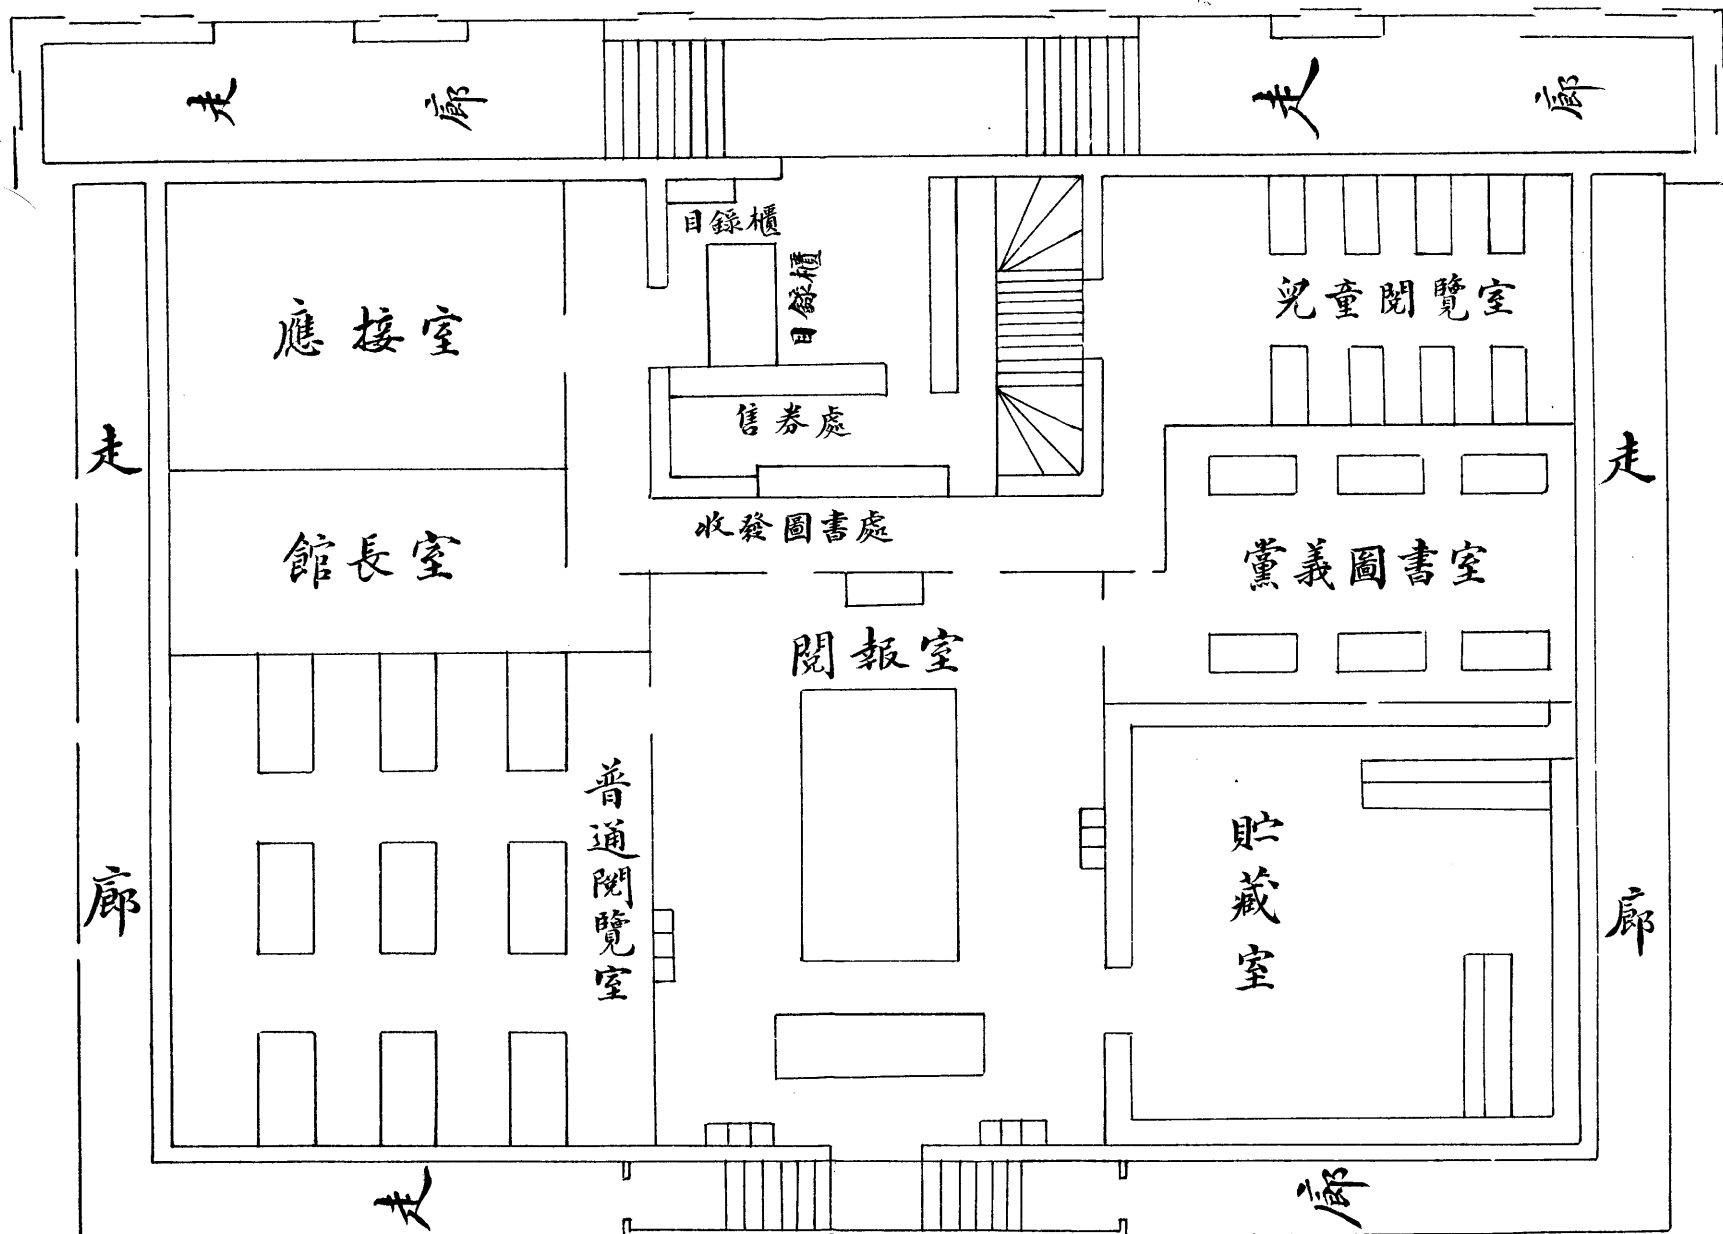 走廊
走廊
目錄櫃
目錄櫃
應接室
兒童閱覽室
售券處
走廊
走廊
收發圖書處
館長室
黨義圖書室
閱報室
普通閱覽室
貯藏室
走廊